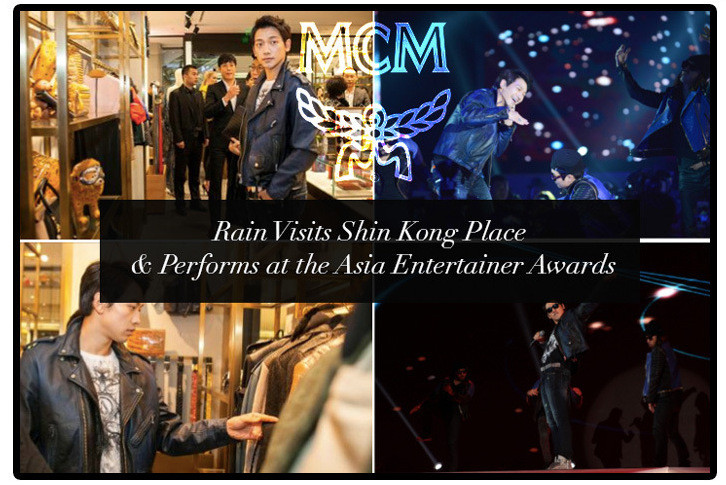 MCM
Rain Visits Shin Kong Place
& Performs at the Asia Entertainer Awards